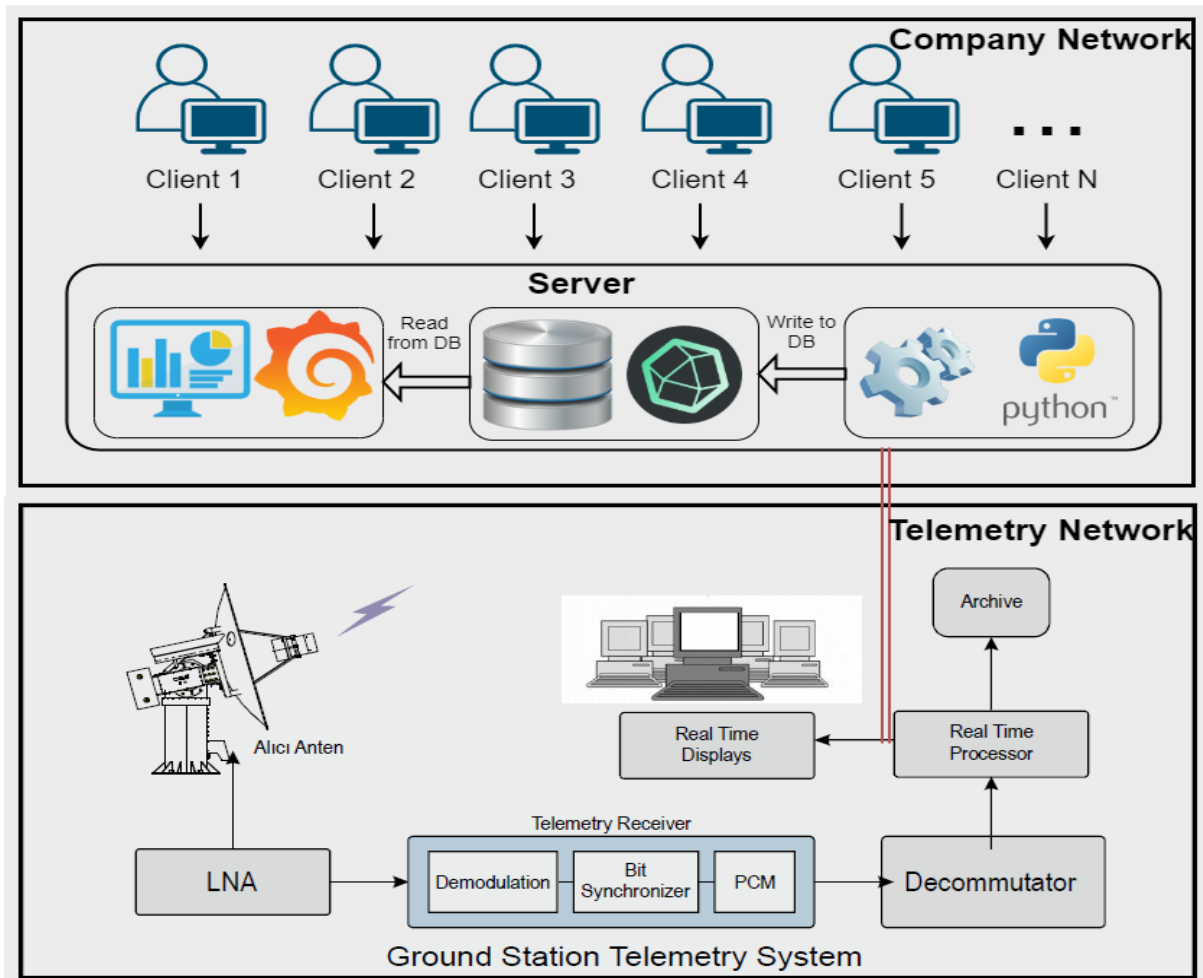 Company Network
Client 1
Client 2
Client 3
Client 4
Client 5
...
Client N
Server
Read
from DB
Write to
DB
python™
Telemetry Network
Alıcı Anten
Archive
Real Time
Displays
Real Time
Processor
Telemetry Receiver
LNA
Demodulation
Bit
Synchronizer
PCM
Decommutator
Ground Station Telemetry System